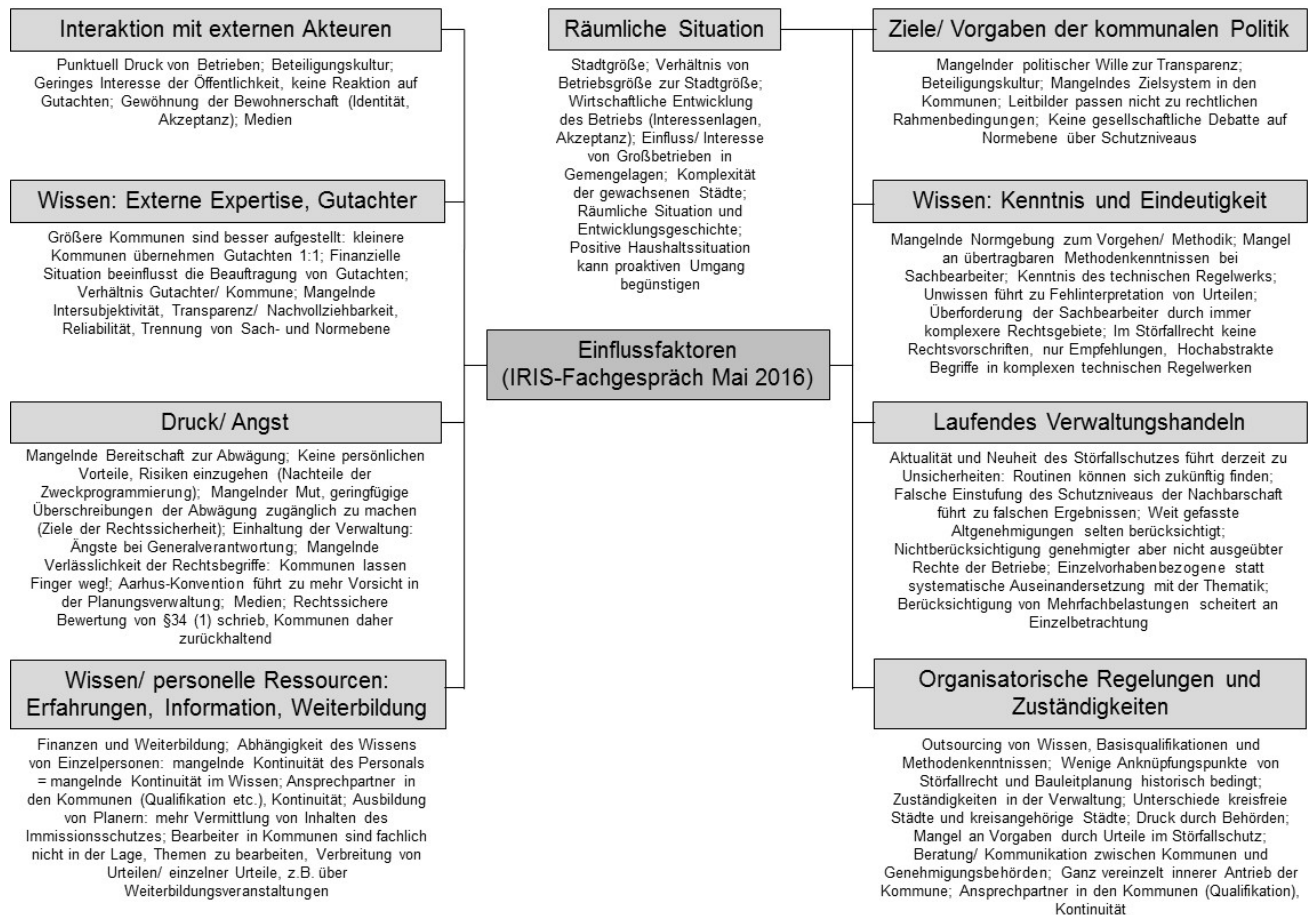 Interaktion mit externen Akteuren
Punktuell Druck von Betrieben; Beteiligungskultur;
Geringes Interesse der Öffentlichkeit, keine Reaktion auf
Gutachten; Gewöhnung der Bewohnerschaft (Identität,
Akzeptanz); Medien
Wissen: Externe Expertise, Gutachter
Größere Kommunen sind besser aufgestellt: kleinere
Kommunen übernehmen Gutachten 1:1; Finanzielle
Situation beeinflusst die Beauftragung von Gutachten;
Verhältnis Gutachter/ Kommune; Mangelnde
Intersubjektivität, Transparenz/ Nachvollziehbarkeit,
Reliabilität, Trennung von Sach- und Normebene
Druck/ Angst
Mangelnde Bereitschaft zur Abwägung; Keine persönlichen
Vorteile, Risiken einzugehen (Nachteile der
Zweckprogrammierung); Mangelnder Mut, geringfügige
Überschreibungen der Abwägung zugänglich zu machen
(Ziele der Rechtssicherheit); Einhaltung der Verwaltung:
Ängste bei Generalverantwortung; Mangelnde
Verlässlichkeit der Rechtsbegriffe: Kommunen lassen
Finger weg!; Aarhus-Konvention führt zu mehr Vorsicht in
der Planungsverwaltung; Medien; Rechtssichere
Bewertung von §34 (1) schrieb, Kommunen daher
zurückhaltend
Wissen/ personelle Ressourcen:
Erfahrungen, Information, Weiterbildung
Finanzen und Weiterbildung; Abhängigkeit des Wissens
von Einzelpersonen: mangelnde Kontinuität des Personals
= mangelnde Kontinuität im Wissen; Ansprechpartner in
den Kommunen (Qualifikation etc.), Kontinuität; Ausbildung
von Planern: mehr Vermittlung von Inhalten des
Immissionsschutzes; Bearbeiter in Kommunen sind fachlich
nicht in der Lage, Themen zu bearbeiten, Verbreitung von
Urteilen/ einzelner Urteile, z.B. über
Weiterbildungsveranstaltungen
Räumliche Situation
Stadtgröße; Verhältnis von
Betriebsgröße zur Stadtgröße;
Wirtschaftliche Entwicklung
des Betriebs (Interessenlagen,
Akzeptanz); Einfluss/ Interesse
von Großbetrieben in
Gemengelagen; Komplexität
der gewachsenen Städte;
Räumliche Situation und
Entwicklungsgeschichte;
Positive Haushaltssituation
kann proaktiven Umgang
begünstigen
Einflussfaktoren
(IRIS-Fachgespräch Mai 2016)
Ziele/ Vorgaben der kommunalen Politik
Mangelnder politischer Wille zur Transparenz;
Beteiligungskultur; Mangelndes Zielsystem in den
Kommunen; Leitbilder passen nicht zu rechtlichen
Rahmenbedingungen; Keine gesellschaftliche Debatte auf
Normebene über Schutzniveaus
Wissen: Kenntnis und Eindeutigkeit
Mangelnde Normgebung zum Vorgehen/ Methodik; Mangel
an übertragbaren Methodenkenntnissen bei
Sachbearbeiter; Kenntnis des technischen Regelwerks;
Unwissen führt zu Fehlinterpretation von Urteilen;
Überforderung der Sachbearbeiter durch immer
komplexere Rechtsgebiete; Im Störfallrecht keine
Rechtsvorschriften, nur Empfehlungen, Hochabstrakte
Begriffe in komplexen technischen Regelwerken
Laufendes Verwaltungshandeln
Aktualität und Neuheit des Störfallschutzes führt derzeit zu
Unsicherheiten: Routinen können sich zukünftig finden;
Falsche Einstufung des Schutzniveaus der Nachbarschaft
führt zu falschen Ergebnissen; Weit gefasste
Altgenehmigungen selten berücksichtigt;
Nichtberücksichtigung genehmigter aber nicht ausgeübter
Rechte der Betriebe; Einzelvorhabenbezogene statt
systematische Auseinandersetzung mit der Thematik;
Berücksichtigung von Mehrfachbelastungen scheitert an
Einzelbetrachtung
Organisatorische Regelungen und
Zuständigkeiten
Outsourcing von Wissen, Basisqualifikationen und
Methodenkenntnissen; Wenige Anknüpfungspunkte von
Störfallrecht und Bauleitplanung historisch bedingt;
Zuständigkeiten in der Verwaltung; Unterschiede kreisfreie
Städte und kreisangehörige Städte; Druck durch Behörden;
Mangel an Vorgaben durch Urteile im Störfallschutz;
Beratung/ Kommunikation zwischen Kommunen und
Genehmigungsbehörden; Ganz vereinzelt innerer Antrieb der
Kommune; Ansprechpartner in den Kommunen (Qualifikation),
Kontinuität